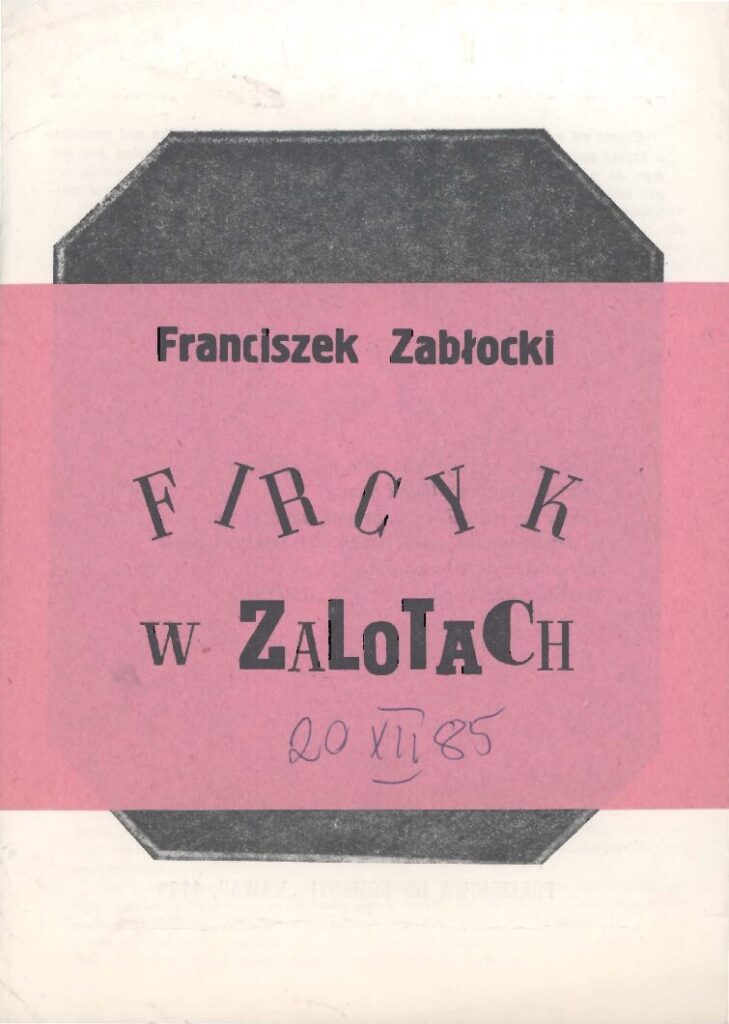 Franciszek Zabłocki
FIRCYK
W ZALOTACH
20 XII 85